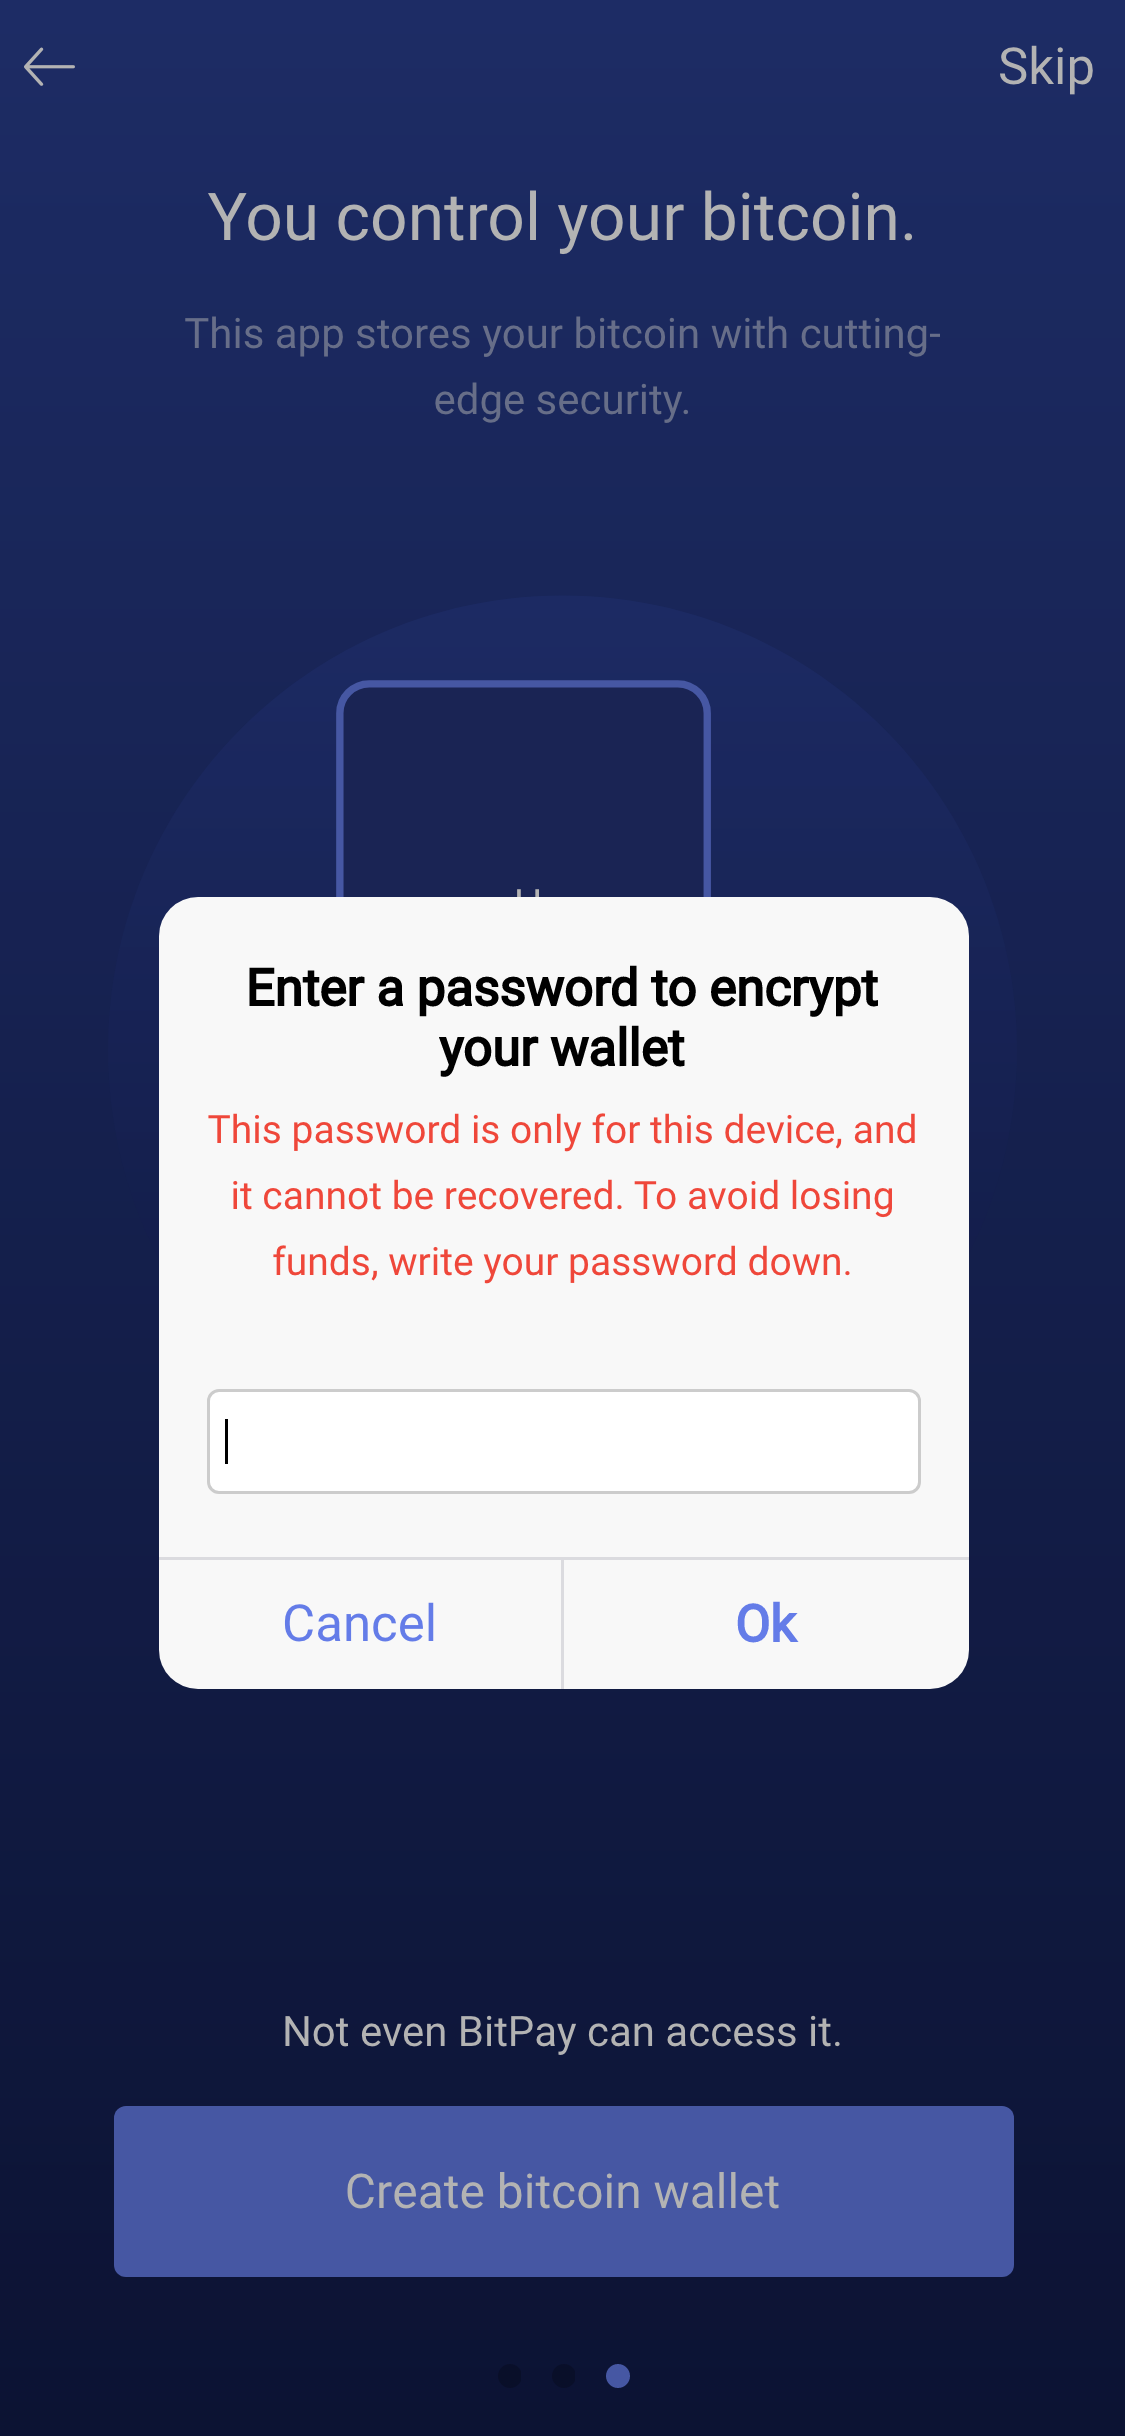 Skip
You control your bitcoin.
This app stores your bitcoin with cutting-
edge security.
Enter a password to encrypt
your wallet
This password is only for this device, and
it cannot be recovered. To avoid losing
funds, write your password down.
Cancel
Ok
Not even BitPay can access it.
Create bitcoin wallet